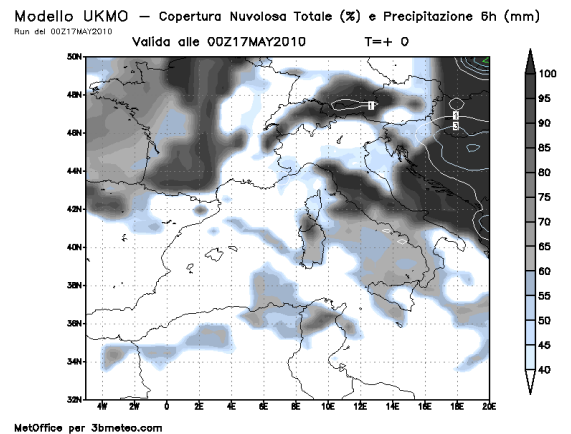 Modello UKMO – Copertura Nuvolosa Totale (%) e Precipitazione 6h (mm)
Run del 00Z17MAY2010
Valida alle 00Z17MAY2010 T=+ 0
50N
48N
46N
44N
42N
40N
38N
36N
34N
32N
4W 2W 0 2E 4E 6E 8E 10E 12E 14E 16E 18E 20E
100
95
90
85
80
75
70
65
60
55
50
45
40
1
MetOffice per 3bmeteo.com